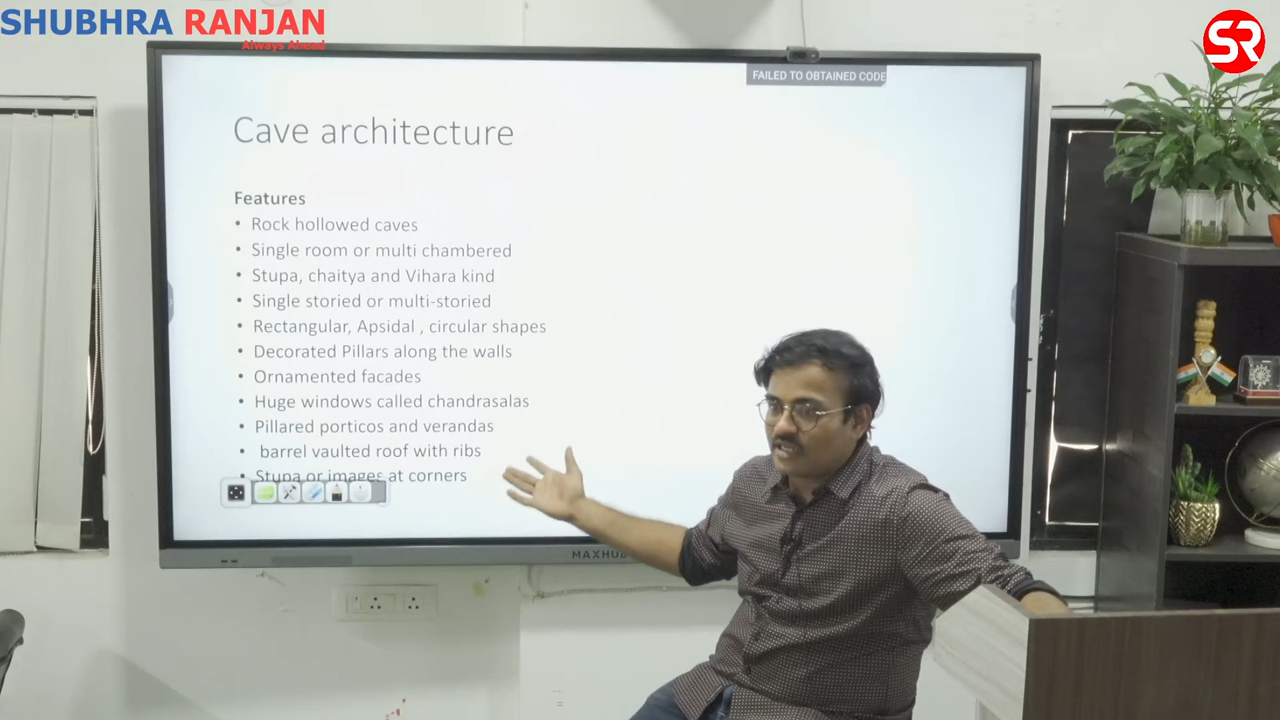 SHUBHRA RANJAN
Always Ahead
SR
FAILED TO OBTAINED CODE
Cave architecture
Features
• Rock hollowed caves
• Single room or multi chambered
• Stupa, chaitya and Vihara kind
• Single storied or multi-storied
• Rectangular, Apsidal , circular shapes
• Decorated Pillars along the walls
• Ornamented facades
• Huge windows called chandrasalas
• Pillared porticos and verandas
• barrel vaulted roof with ribs
• Stupa or images at corners
MAXHUB